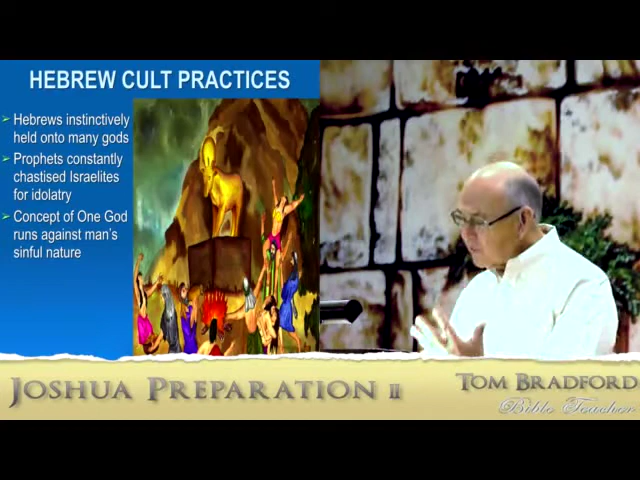 HEBREW CULT PRACTICES
➢ Hebrews instinctively
held onto many gods
➢ Prophets constantly
chastised Israelites
for idolatry
➢ Concept of One God
runs against man's
sinful nature
JOSHUA PREPARATION II
TOM BRADFORD
Bible Teacher